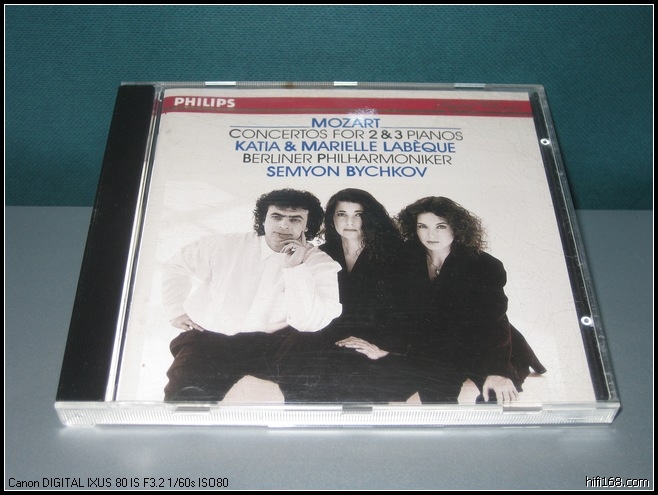 PHILIPS
MOZART
CONCERTOS FOR 2 & 3 PIANOS
KATIA & MARIELLE LABÈQUE
BERLINER PHILHARMONIKER
SEMYON BYCHKOV
Canon DIGITAL IXUS 80 IS F3.2 1/60s ISO80
hifi168.com